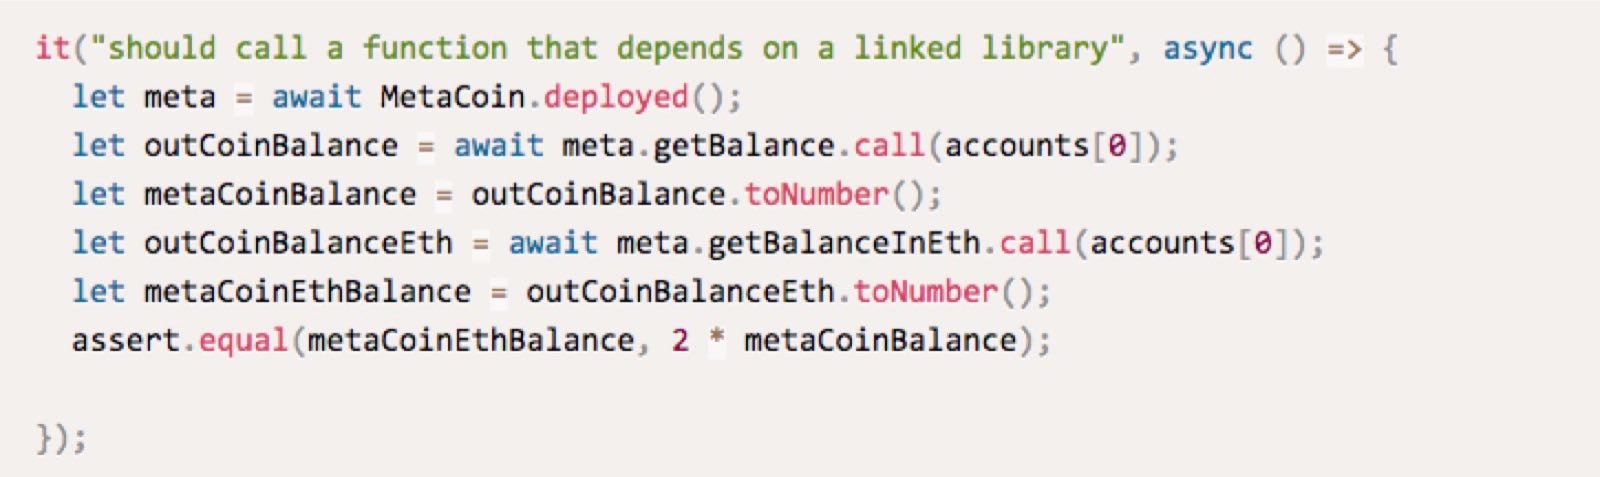 it("should call a function that depends on a linked library", async () => {
let meta = await MetaCoin.deployed();
let outCoinBalance = await meta.getBalance.call(accounts[0]);
let metaCoinBalance = outCoinBalance.toNumber();
let outCoinBalanceEth = await meta.getBalanceInEth.call(accounts[0]);
let metaCoinEthBalance = outCoinBalanceEth.toNumber();
assert.equal(metaCoinEthBalance, 2 * metaCoinBalance);
});